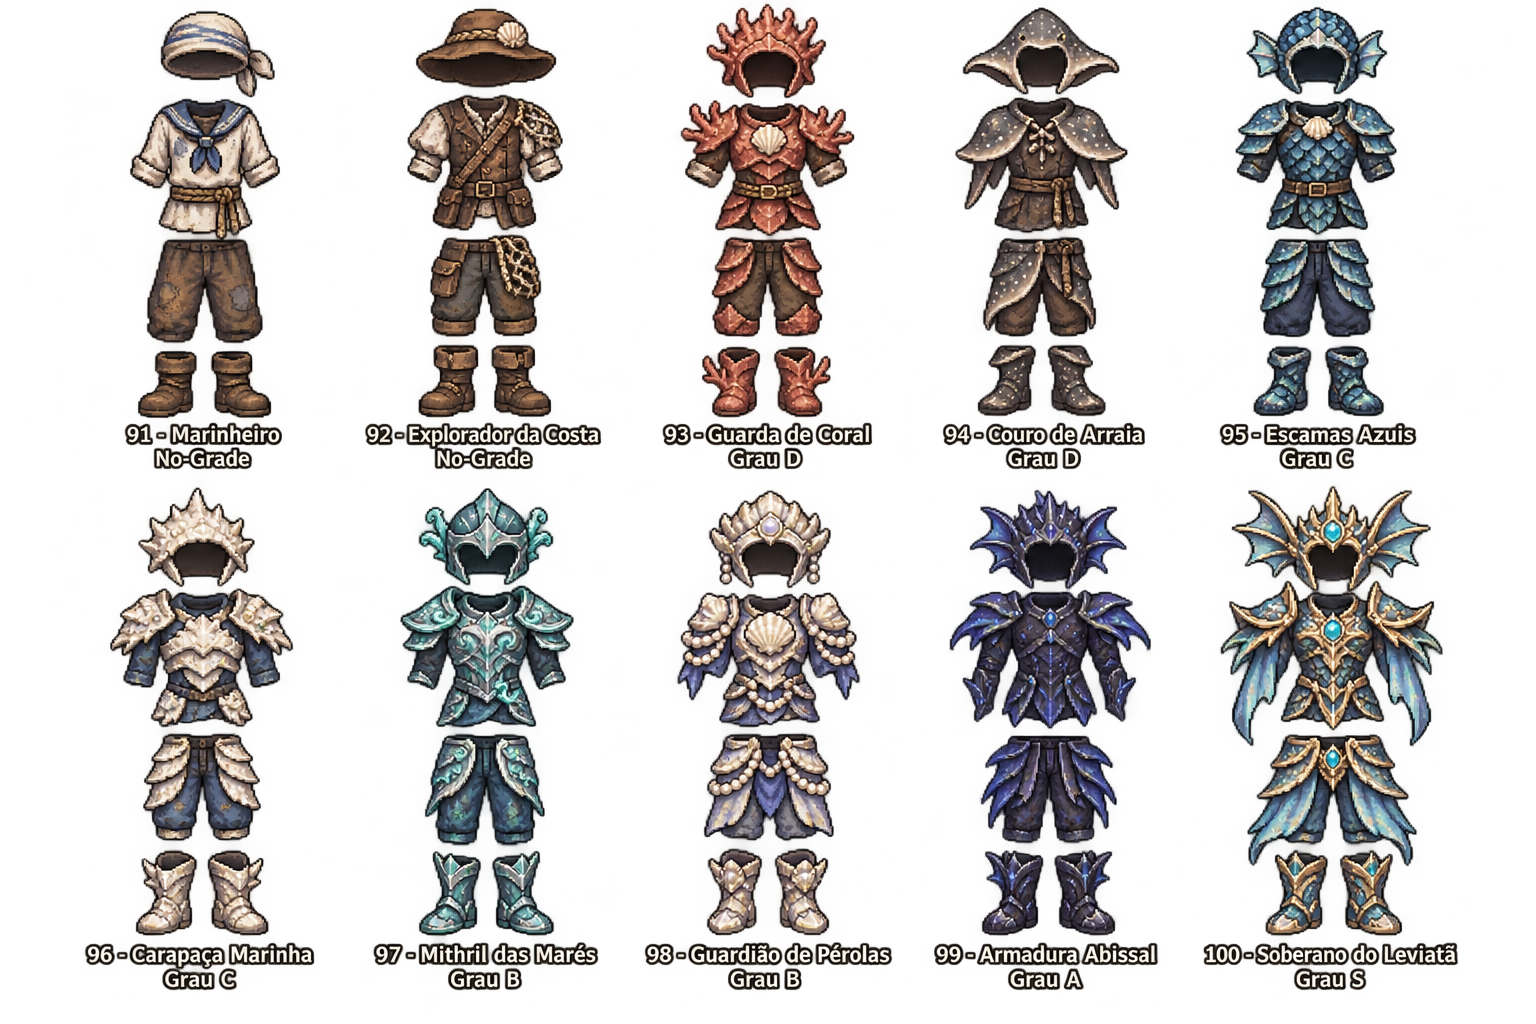 91 - Marinheiro
No-Grade
92 - Explorador da Costa
No-Grade
93 - Guarda de Coral
Grau D
94 - Couro de Arraia
Grau D
95 - Escamas Azuis
Grau C
96 - Carapaça Marinha
Grau C
97 - Mithril das Marés
Grau B
98 - Guardião de Pérolas
Grau B
99 - Armadura Abissal
Grau A
100 - Soberano do Leviatã
Grau S